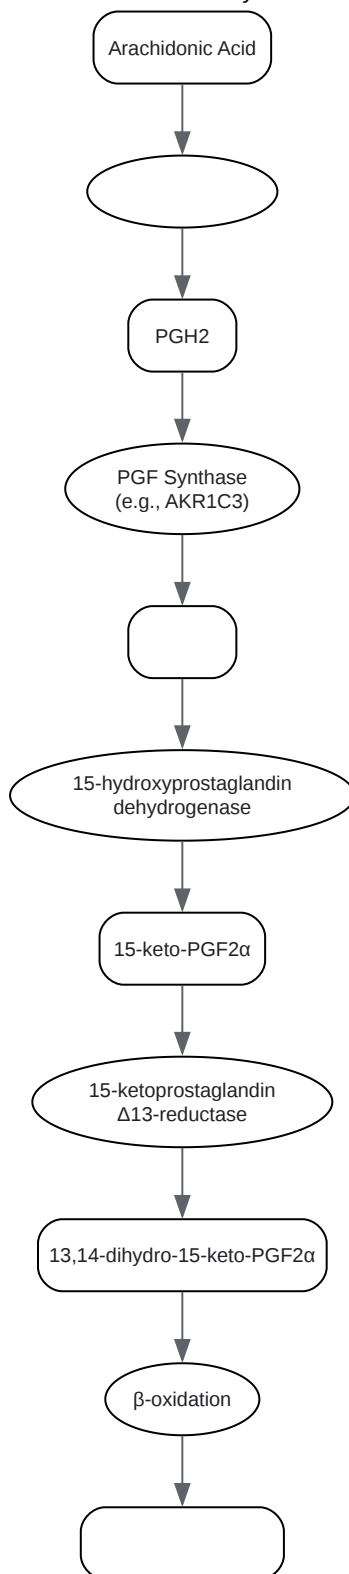 Arachidonic Acid
PGH2
PGF Synthase
(e.g., AKR1C3)
15-hydroxyprostaglandin
dehydrogenase
15-keto-PGF2α
15-ketoprostaglandin
Δ13-reductase
13,14-dihydro-15-keto-PGF2α
β-oxidation